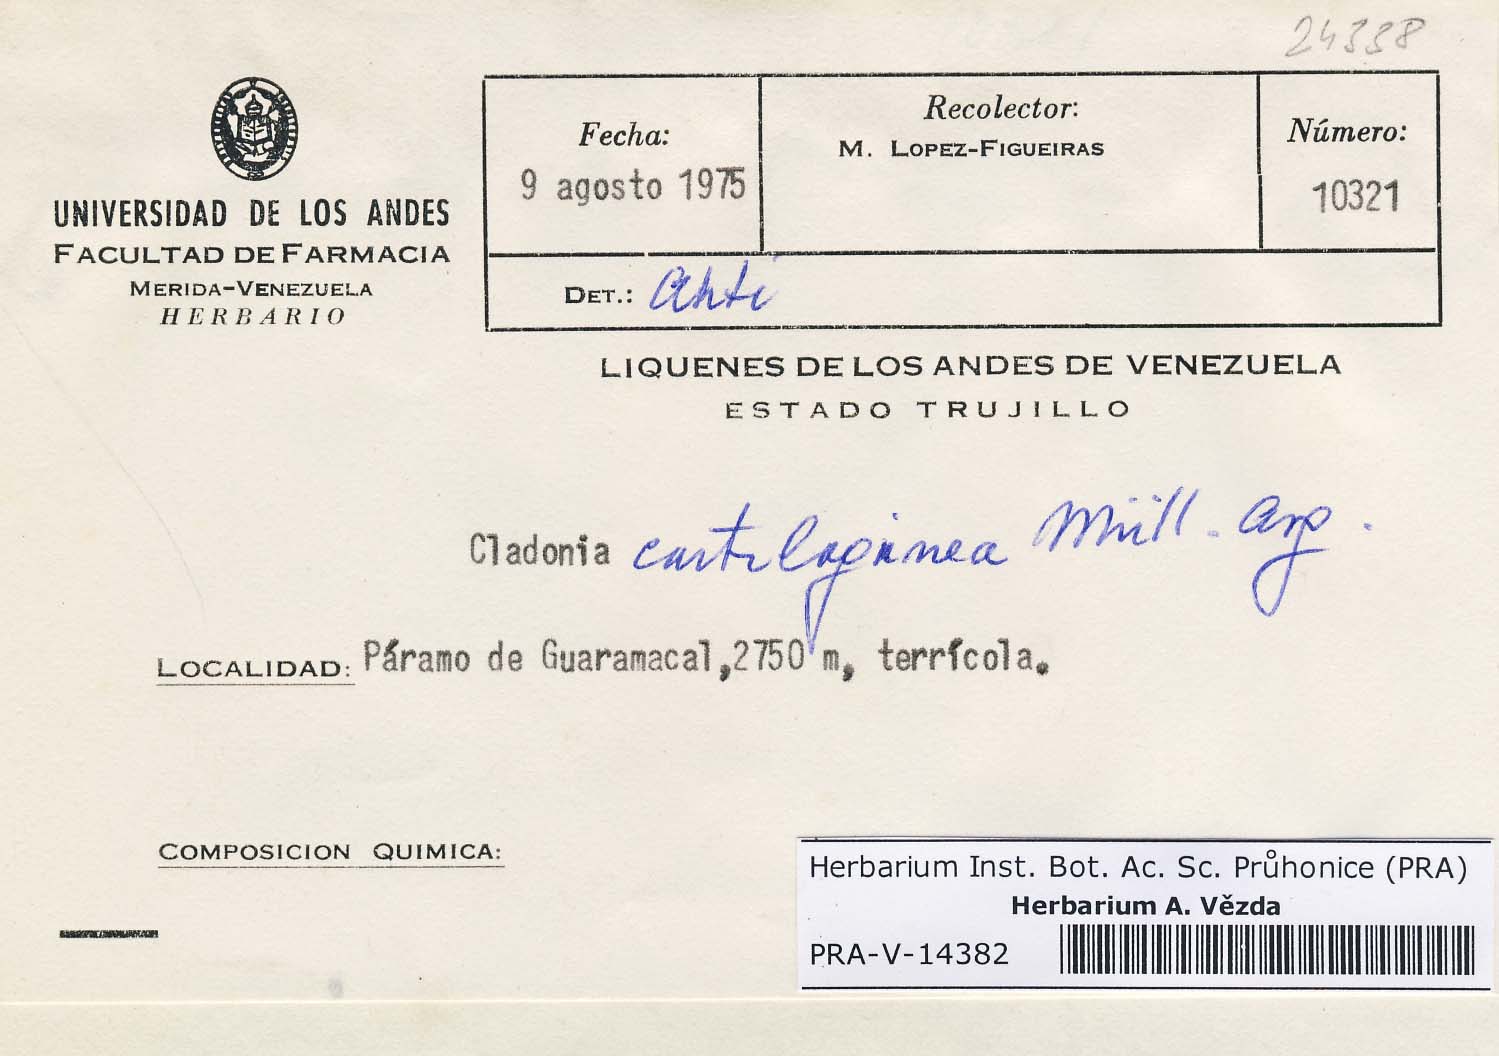 24338
UNIVERSIDAD DE LOS ANDES
FACULTAD DE FARMACIA
MERIDA-VENEZUELA
HERBARIO
Fecha:
9 agosto 1975
Recolector:
M. LOPEZ-FIGUEIRAS
Número:
10321
DET.: Ahti
LIQUENES DE LOS ANDES DE VENEZUELA
ESTADO TRUJILLO
Cladonia cartilaginea Müll. Arg.
LOCALIDAD: Páramo de Guaramacal, 2750 m, terrícola.
COMPOSICION QUIMICA:
Herbarium Inst. Bot. Ac. Sc. Průhonice (PRA)
Herbarium A. Vězda
PRA-V-14382